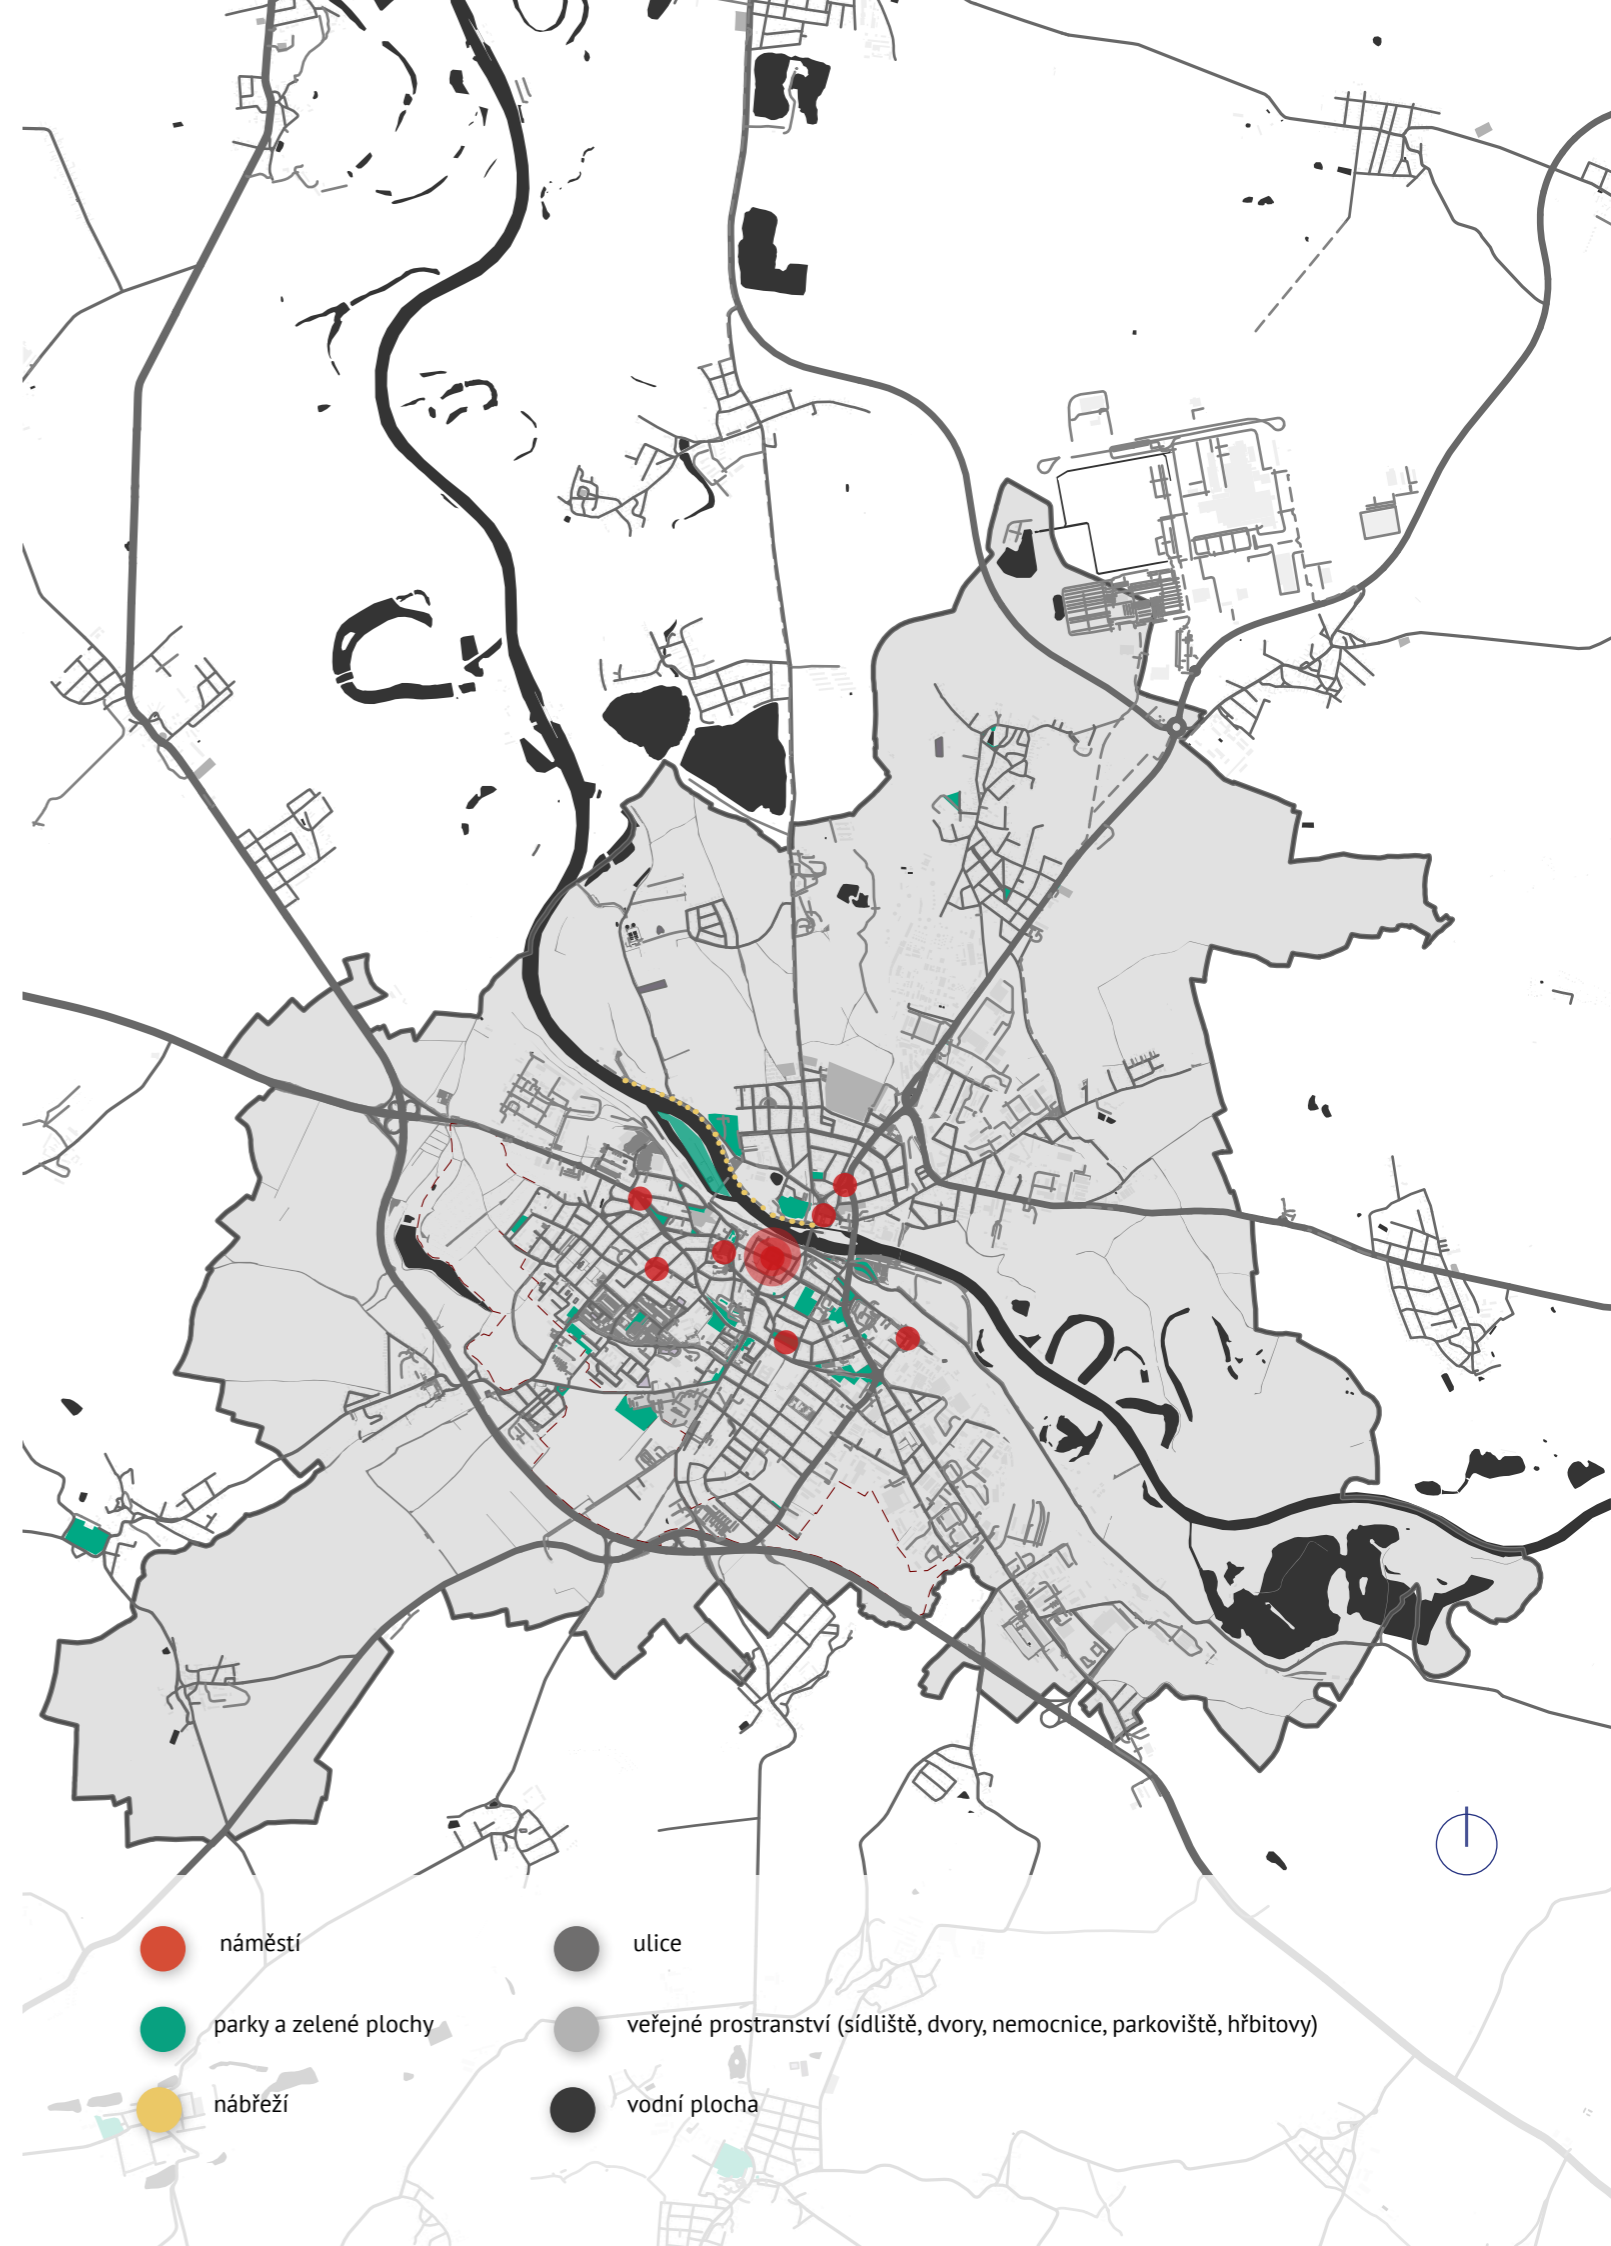 náměstí
ulice
parky a zelené plochy
veřejné prostranství (sídliště, dvory, nemocnice, parkoviště, hřbitovy)
nábřeží
vodní plocha